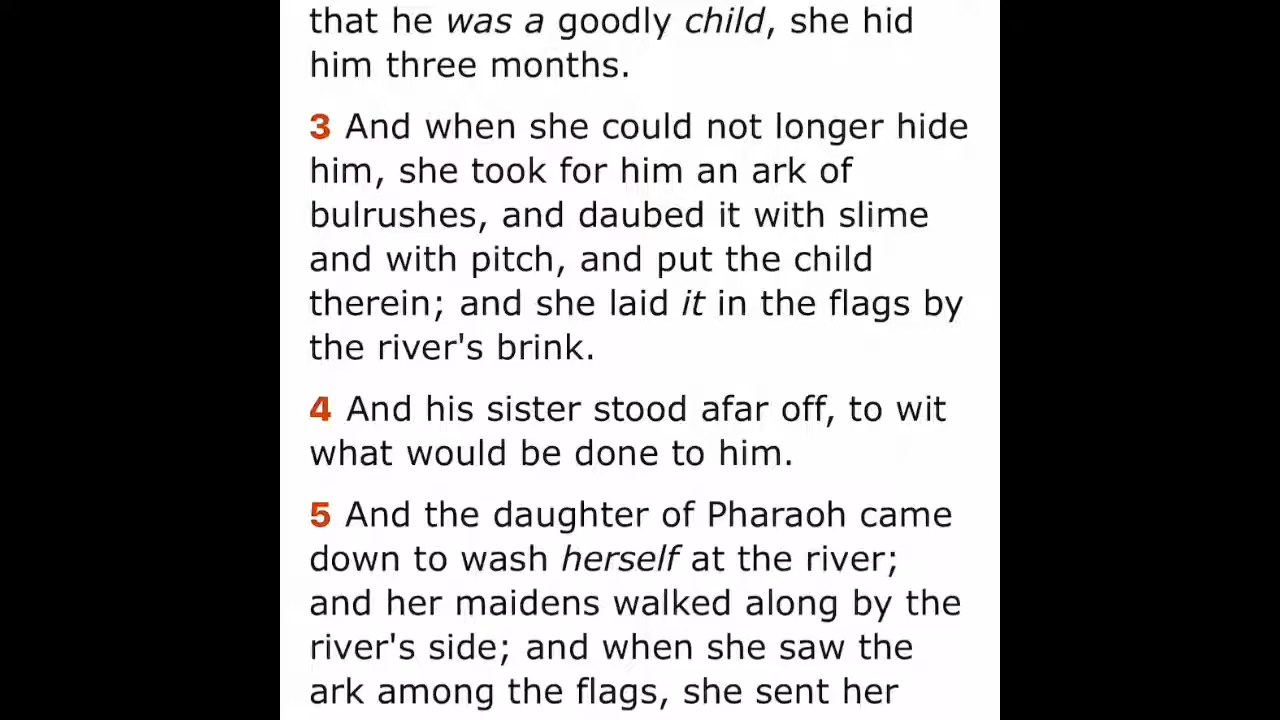 that he was a goodly child, she hid
him three months.
3 And when she could not longer hide
him, she took for him an ark of
bulrushes, and daubed it with slime
and with pitch, and put the child
therein; and she laid it in the flags by
the river's brink.
4 And his sister stood afar off, to wit
what would be done to him.
5 And the daughter of Pharaoh came
down to wash herself at the river;
and her maidens walked along by the
river's side; and when she saw the
ark among the flags, she sent her